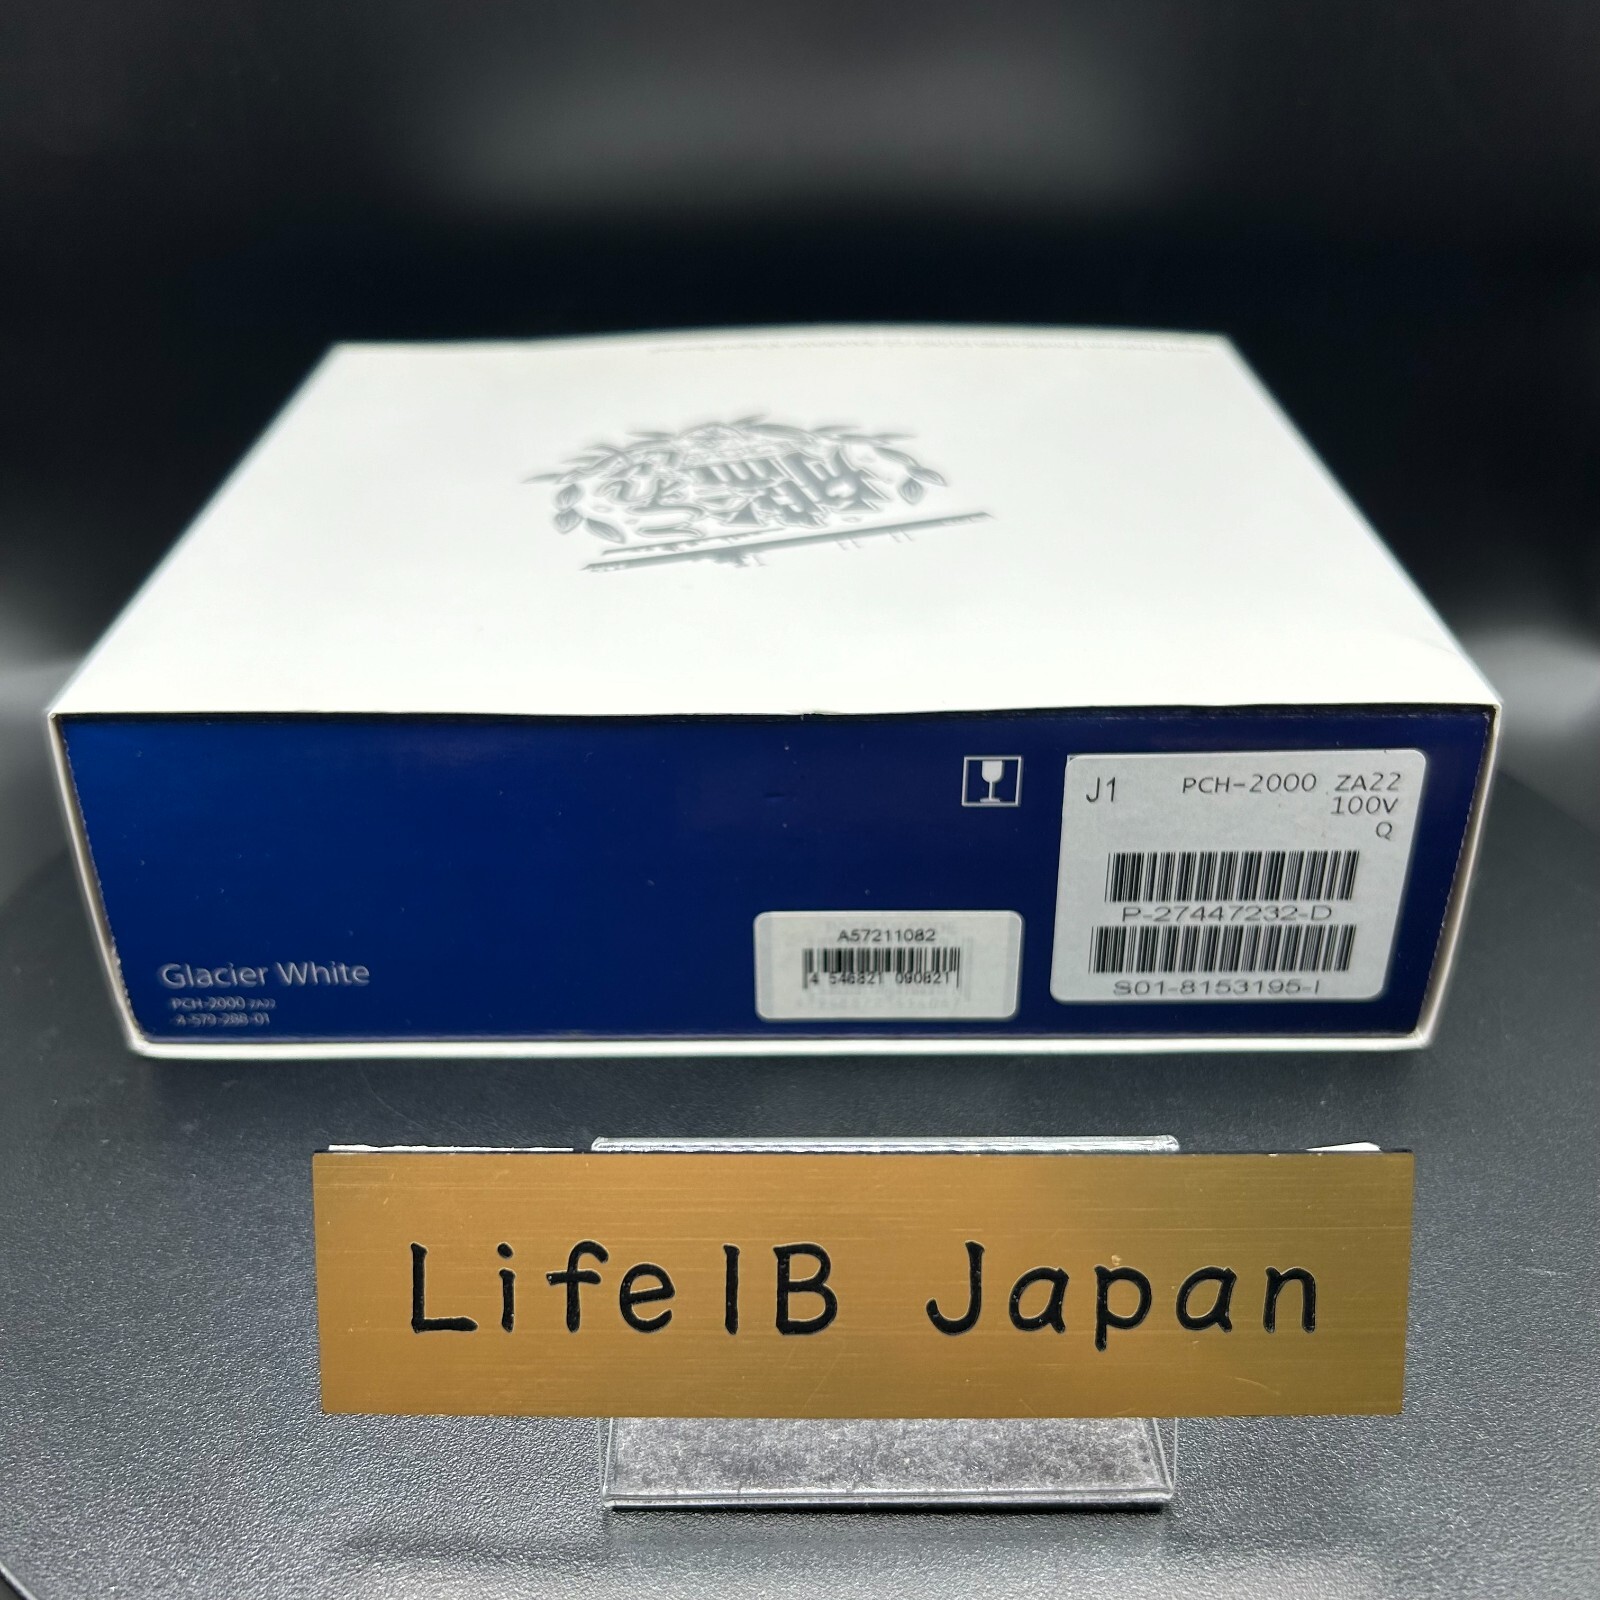 J1 PCH-2000 ZA22
100V
Q
P-27447232-D
S01-8153195-I
A57211082
4 546821 090821
Glacier White
PCH-2000 ZA22
4-579-288-01
LifeIB Japan